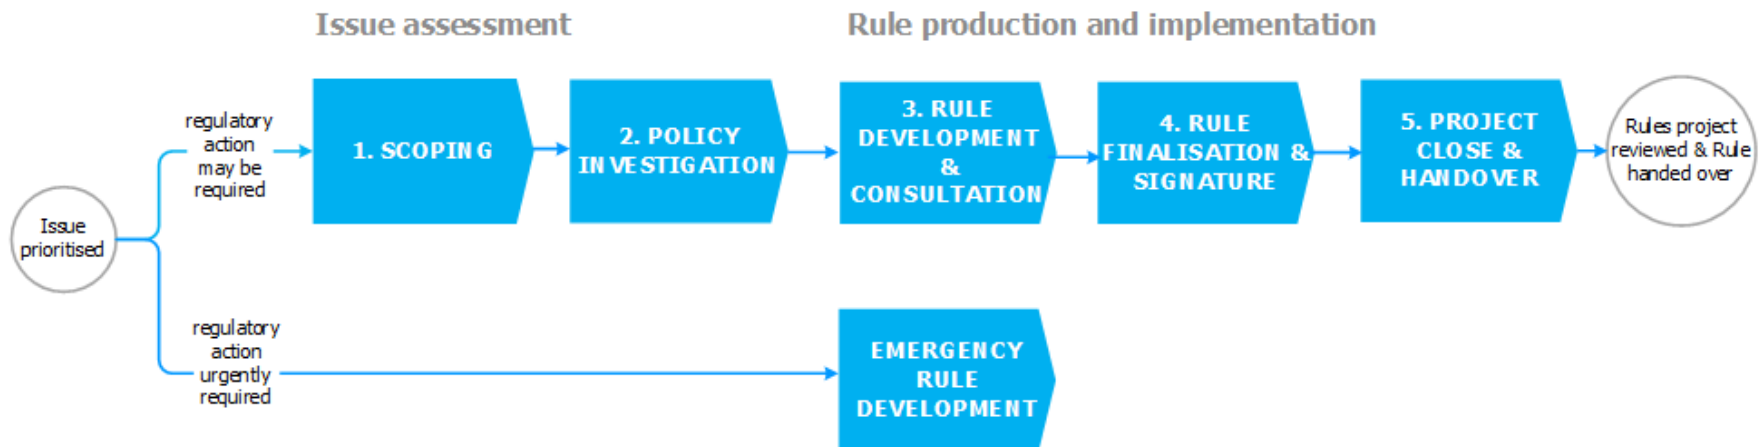 Issue assessment
Rule production and implementation
Issue
prioritised
regulatory
action
may be
required
1. SCOPING
2. POLICY
INVESTIGATION
3. RULE
DEVELOPMENT
&
CONSULTATION
4. RULE
FINALISATION &
SIGNATURE
5. PROJECT
CLOSE &
HANDOVER
Rules project
reviewed & Rule
handed over
regulatory
action
urgently
required
EMERGENCY
RULE
DEVELOPMENT